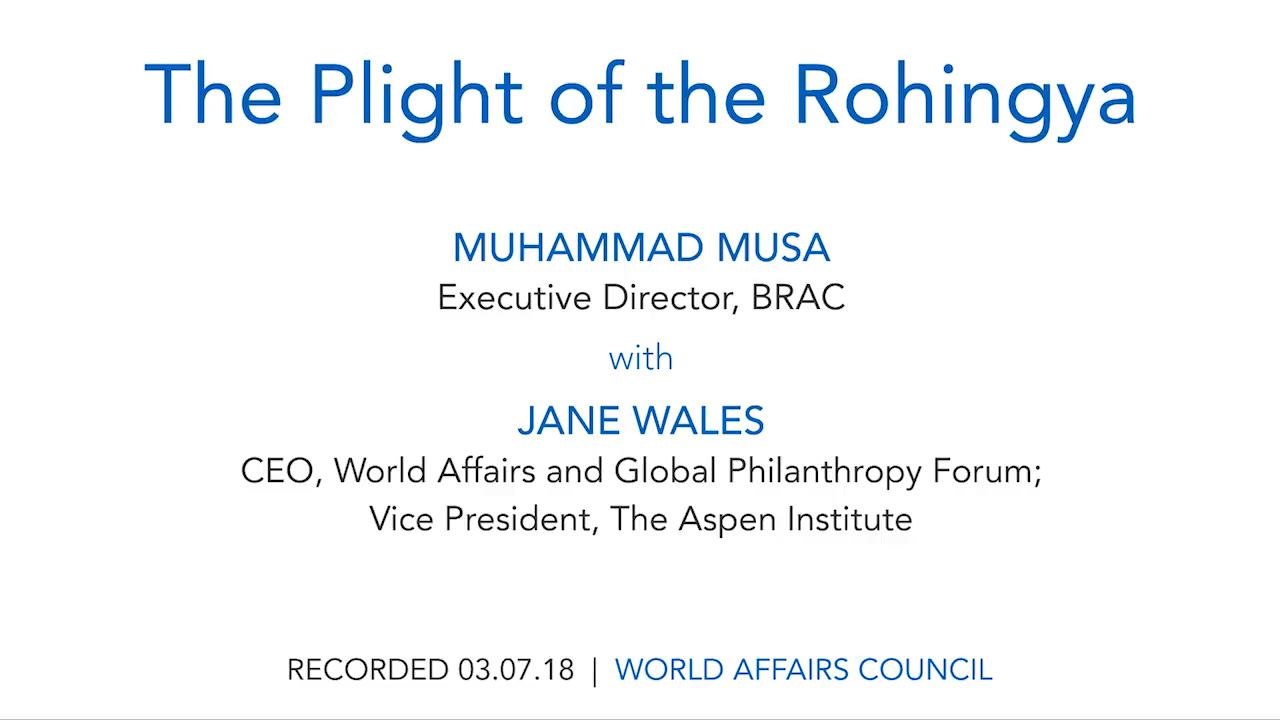 The Plight of the Rohingya
MUHAMMAD MUSA
Executive Director, BRAC
with
JANE WALES
CEO, World Affairs and Global Philanthropy Forum;
Vice President, The Aspen Institute
RECORDED 03.07.18 | WORLD AFFAIRS COUNCIL